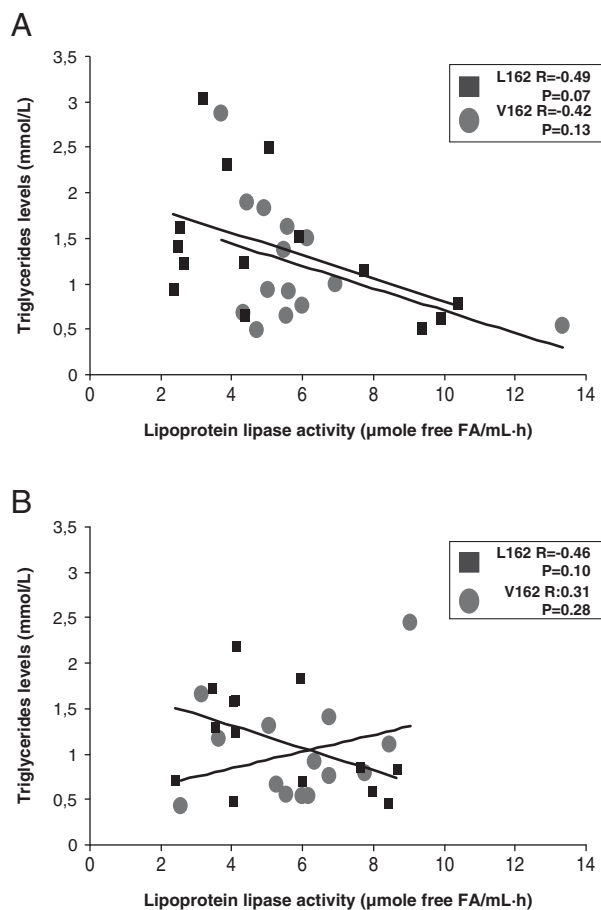 A
3,5
3
2,5
2
1,5
1
0,5
0
Triglycerides levels (mmol/L)
L162 R=-0.49
P=0.07
V162 R=-0.42
P=0.13
0 2 4 6 8 10 12 14
Lipoprotein lipase activity (µmole free FA/mL·h)
B
3,5
3
2,5
2
1,5
1
0,5
0
Triglycerides levels (mmol/L)
L162 R=-0.46
P=0.10
V162 R:0.31
P=0.28
0 2 4 6 8 10 12 14
Lipoprotein lipase activity (µmole free FA/mL·h)